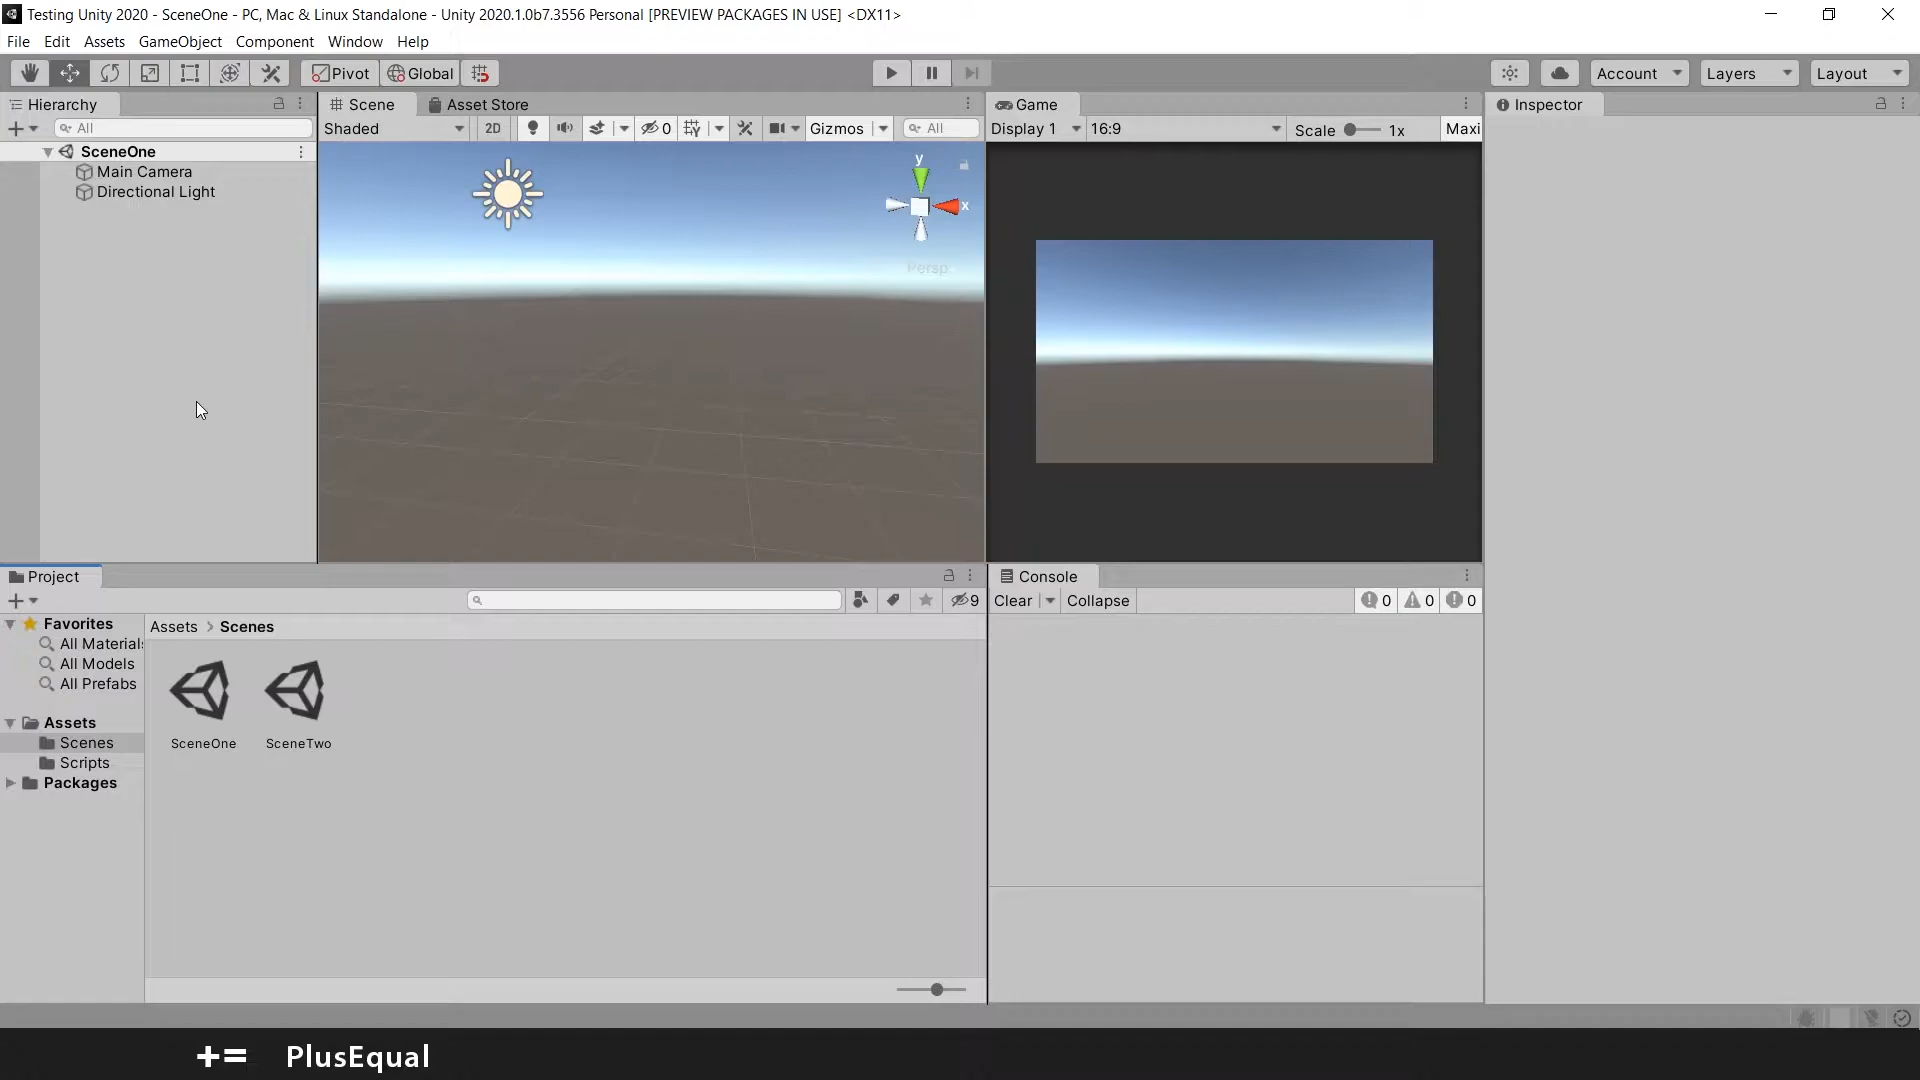 Testing Unity 2020 - SceneOne - PC, Mac & Linux Standalone - Unity 2020.1.0b7.3556 Personal [PREVIEW PACKAGES IN USE] <DX11>
File Edit Assets GameObject Component Window Help
Pivot Global Account Layers Layout
Hierarchy Scene Asset Store Game Inspector
All Shaded 2D 0 Gizmos All Display 1 16:9 Scale 1x Maxi
SceneOne
Main Camera
Directional Light
y
x
Persp
Project Console
9 Clear Collapse 0 0 0
Favorites
All Materials
All Models
All Prefabs
Assets
Scenes
Scripts
Packages
Assets > Scenes
SceneOne SceneTwo
+= PlusEqual